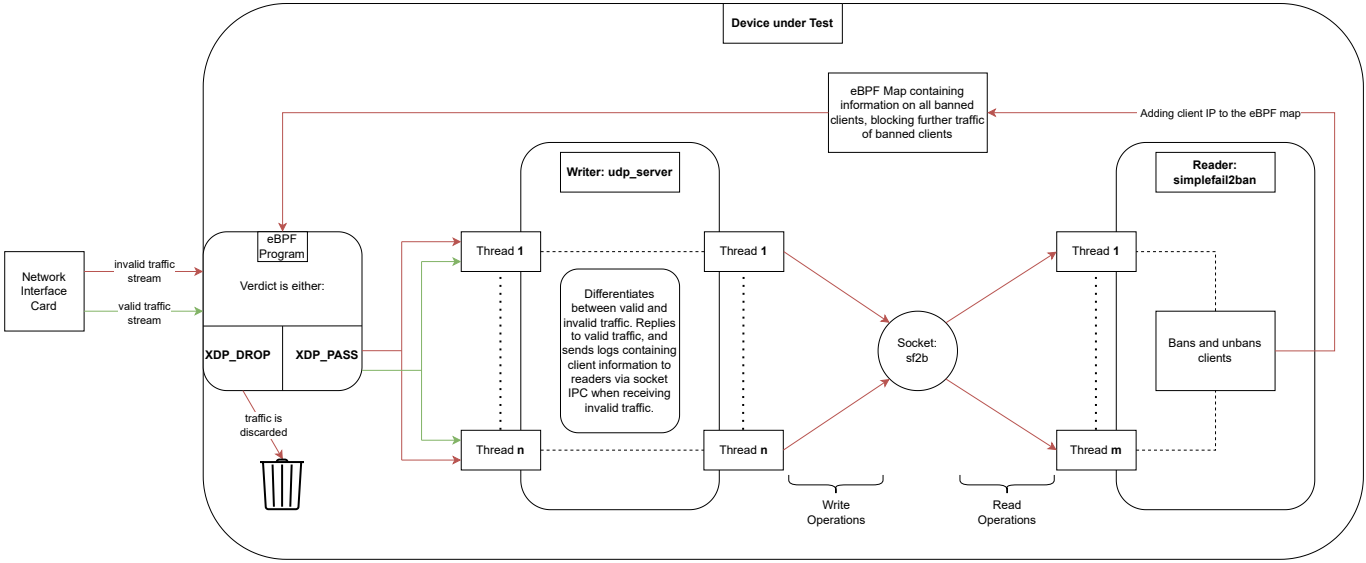 Device under Test
eBPF Map containing
information on all banned
clients, blocking further traffic
of banned clients
Adding client IP to the eBPF map
Writer: udp_server
Reader:
simplefail2ban
Network
Interface
Card
invalid traffic
stream
valid traffic
stream
eBPF
Program
Verdict is either:
XDP_DROP
XDP_PASS
traffic is
discarded
Thread 1
Thread 1
Thread n
Thread n
Differentiates
between valid and
invalid traffic. Replies
to valid traffic, and
sends logs containing
client information to
readers via socket
IPC when receiving
invalid traffic.
Socket:
sf2b
Write
Operations
Read
Operations
Thread 1
Thread m
Bans and unbans
clients